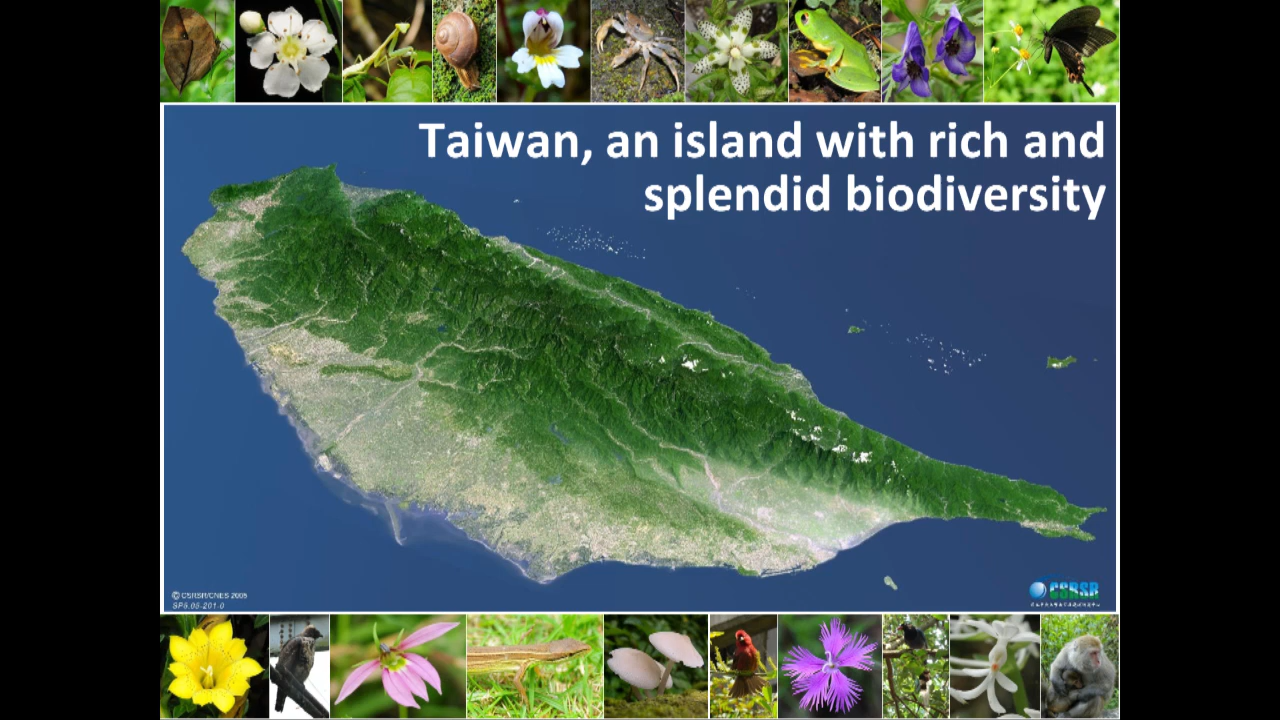 Taiwan, an island with rich and
splendid biodiversity
© CSRSR/CNES 2005
CSRSR